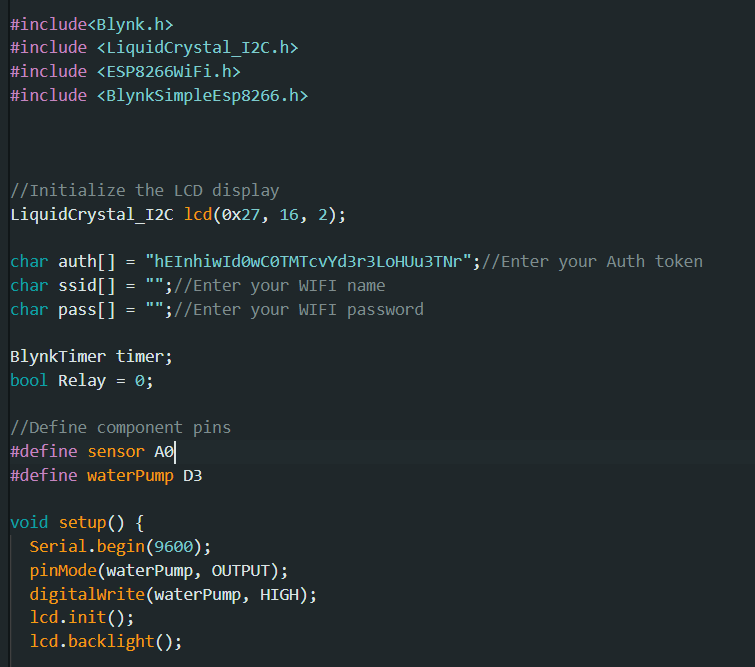 #include<Blynk.h>
#include <LiquidCrystal_I2C.h>
#include <ESP8266WiFi.h>
#include <BlynkSimpleEsp8266.h>
//Initialize the LCD display
LiquidCrystal_I2C lcd(0x27, 16, 2);
char auth[] = "hEInhiwId0wC0TMTcvYd3r3LoHUu3TNr";//Enter your Auth token
char ssid[] = "";//Enter your WIFI name
char pass[] = "";//Enter your WIFI password
BlynkTimer timer;
bool Relay = 0;
//Define component pins
#define sensor A0
#define waterPump D3
void setup() {
  Serial.begin(9600);
  pinMode(waterPump, OUTPUT);
  digitalWrite(waterPump, HIGH);
  lcd.init();
  lcd.backlight();